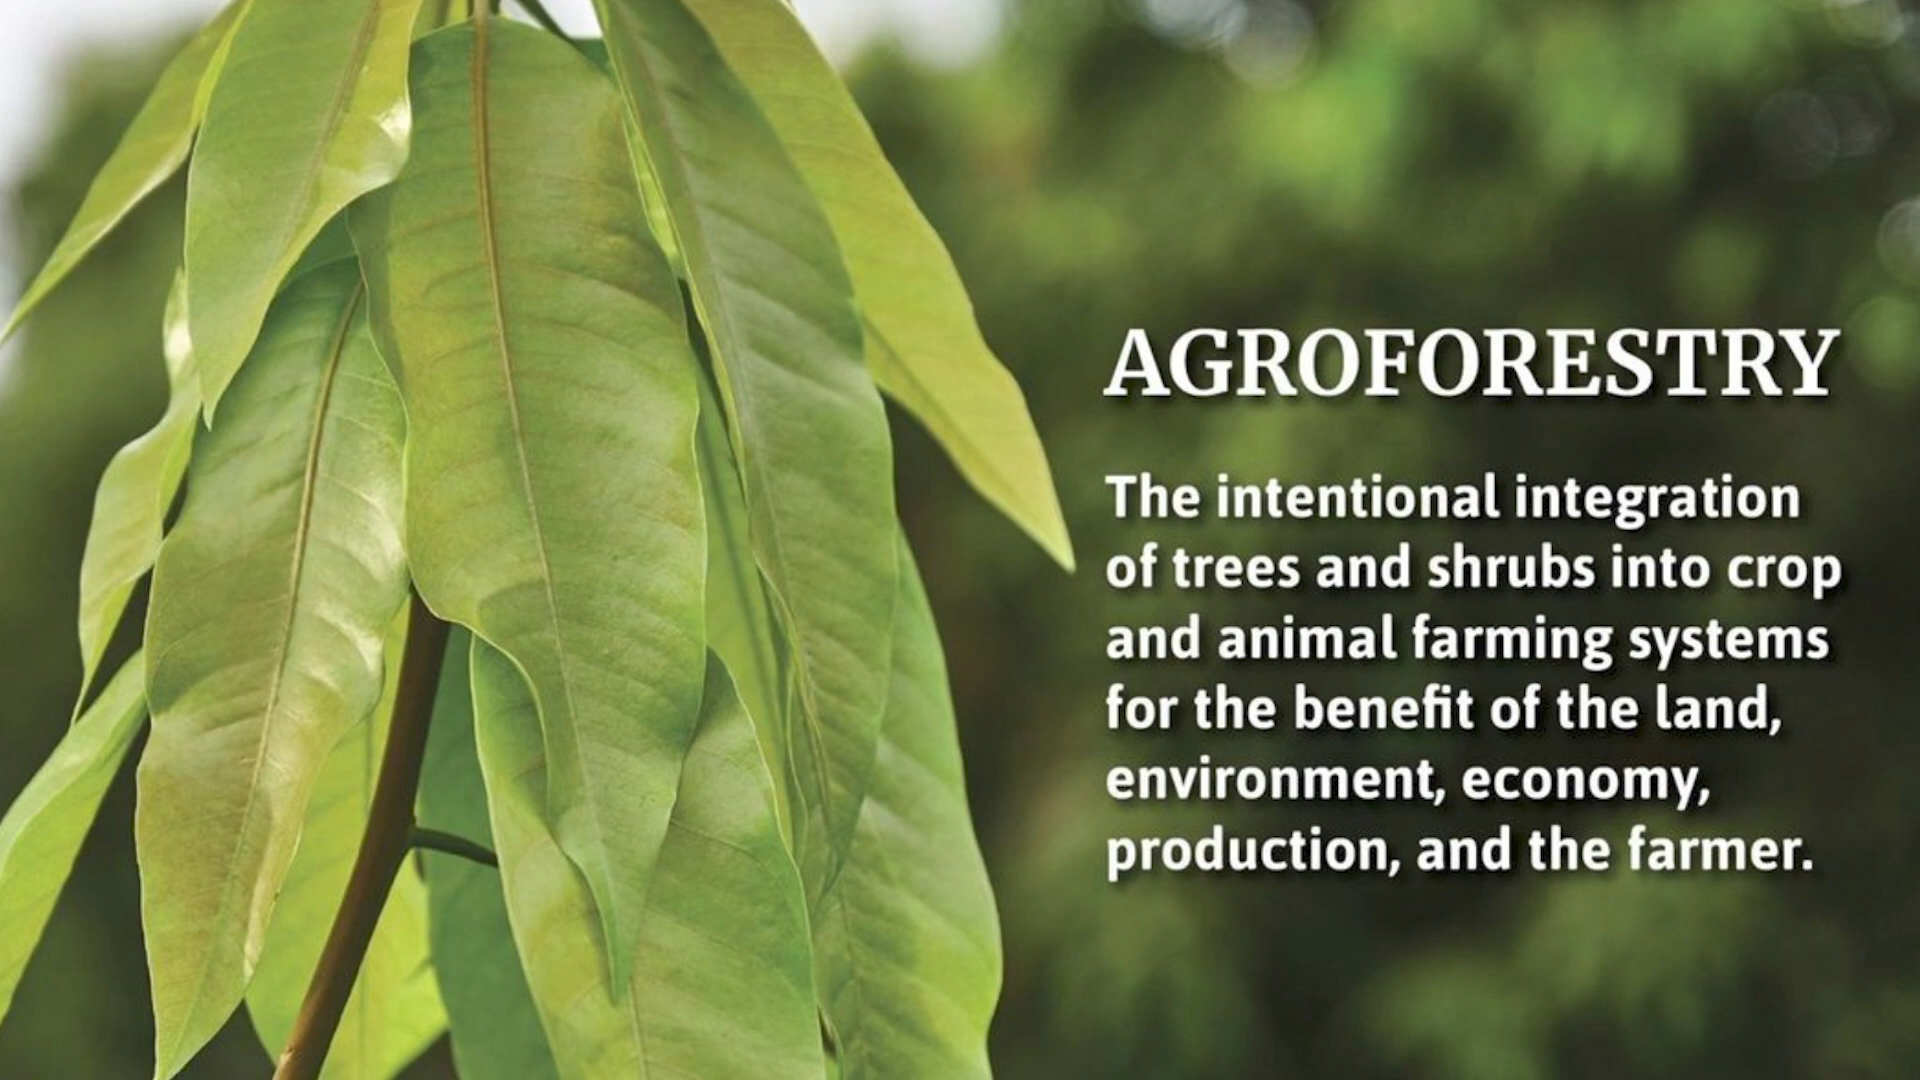 AGROFORESTRY
The intentional integration
of trees and shrubs into crop
and animal farming systems
for the benefit of the land,
environment, economy,
production, and the farmer.